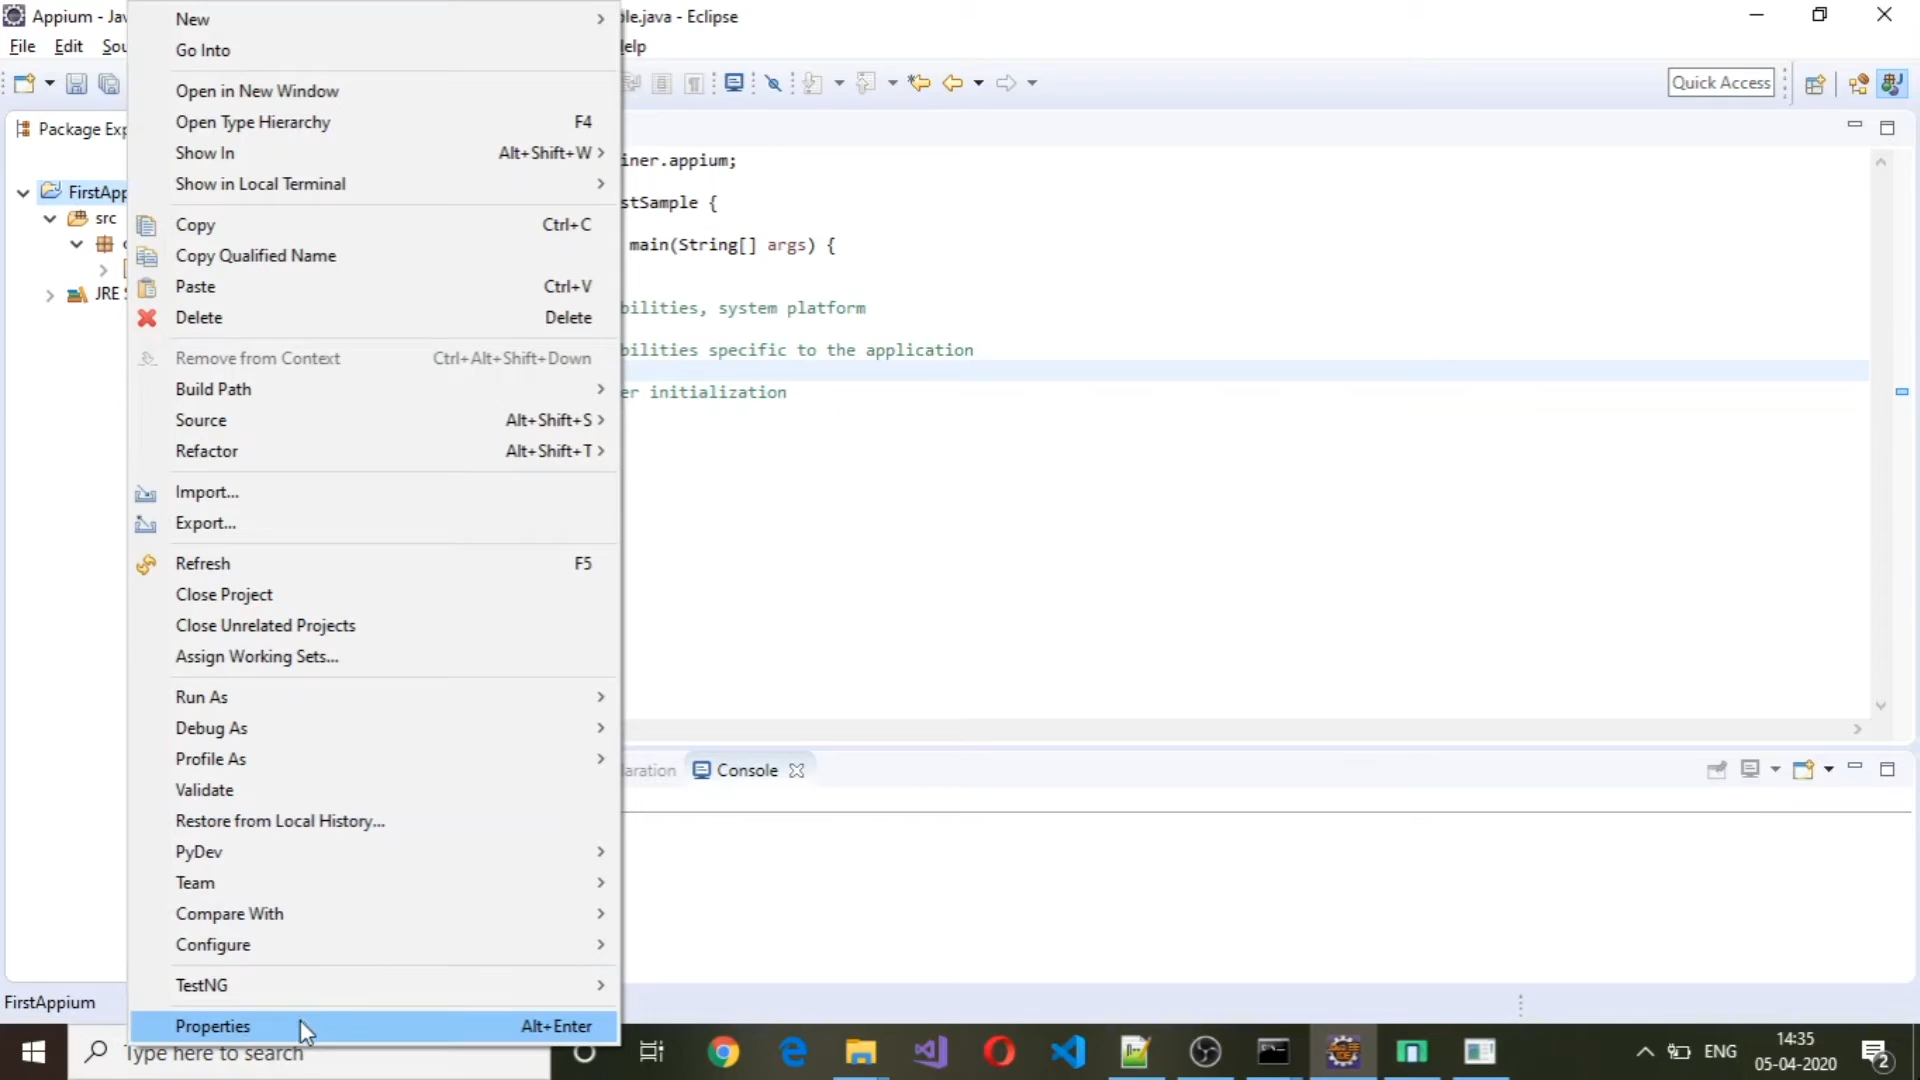 Appium - Jav
le.java - Eclipse
File Edit Sou
elp
Quick Access
Package Exp
FirstApp
src
JRE S
New
Go Into
Open in New Window
Open Type Hierarchy F4
Show In Alt+Shift+W
Show in Local Terminal
Copy Ctrl+C
Copy Qualified Name
Paste Ctrl+V
Delete Delete
Remove from Context Ctrl+Alt+Shift+Down
Build Path
Source Alt+Shift+S
Refactor Alt+Shift+T
Import...
Export...
Refresh F5
Close Project
Close Unrelated Projects
Assign Working Sets...
Run As
Debug As
Profile As
Validate
Restore from Local History...
PyDev
Team
Compare With
Configure
TestNG
Properties Alt+Enter
iner.appium;
stSample {
main(String[] args) {
bilities, system platform
bilities specific to the application
er initialization
laration Console
FirstAppium
Type here to search
ENG
14:35
05-04-2020
2